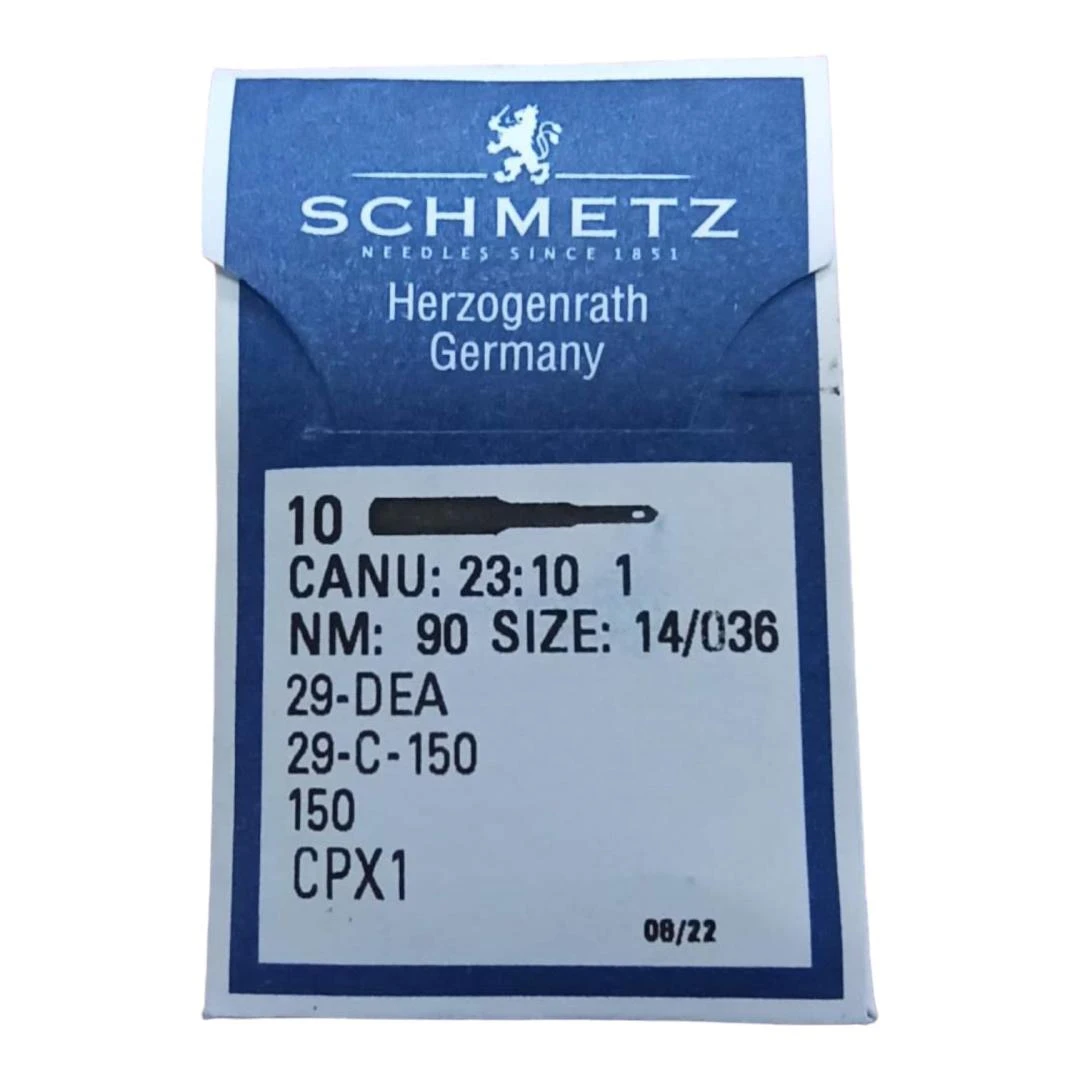 SCHMETZ
NEEDLES SINCE 1851
Herzogenrath
Germany
10
CANU: 23:10 1
NM: 90 SIZE: 14/036
29-DEA
29-C-150
150
CPX1
08/22